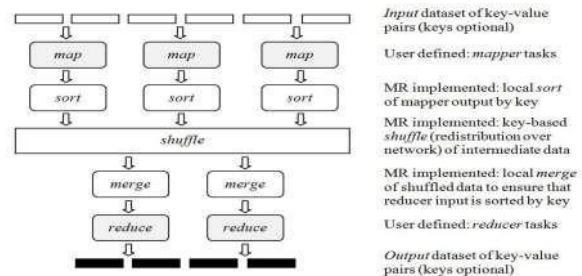 Input dataset of key-value
pairs (keys optional)
map map map
User defined: mapper tasks
sort sort sort
MR implemented: local sort
of mapper output by key
shuffle
MR implemented: key-based
shuffle (redistribution over
network) of intermediate data
merge merge
MR implemented: local merge
of shuffled data to ensure that
reducer input is sorted by key
reduce reduce
User defined: reducer tasks
Output dataset of key-value
pairs (keys optional)